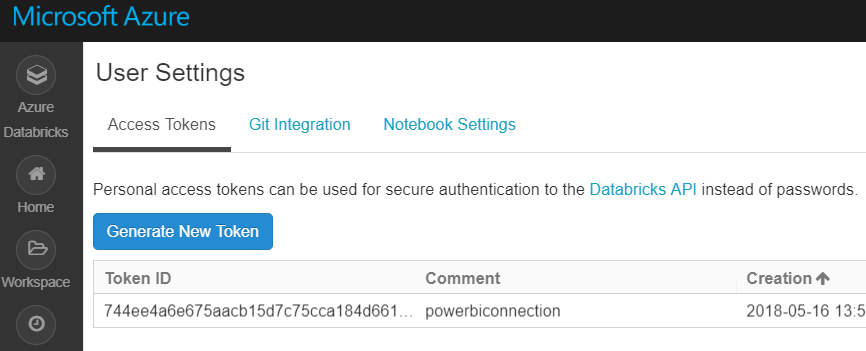 Microsoft Azure
User Settings
Azure
Databricks
Access Tokens Git Integration Notebook Settings
Home
Personal access tokens can be used for secure authentication to the Databricks API instead of passwords.
Generate New Token
Workspace
Token ID Comment Creation
744ee4a6e675aacb15d7c75cca184d661... powerbiconnection 2018-05-16 13:5